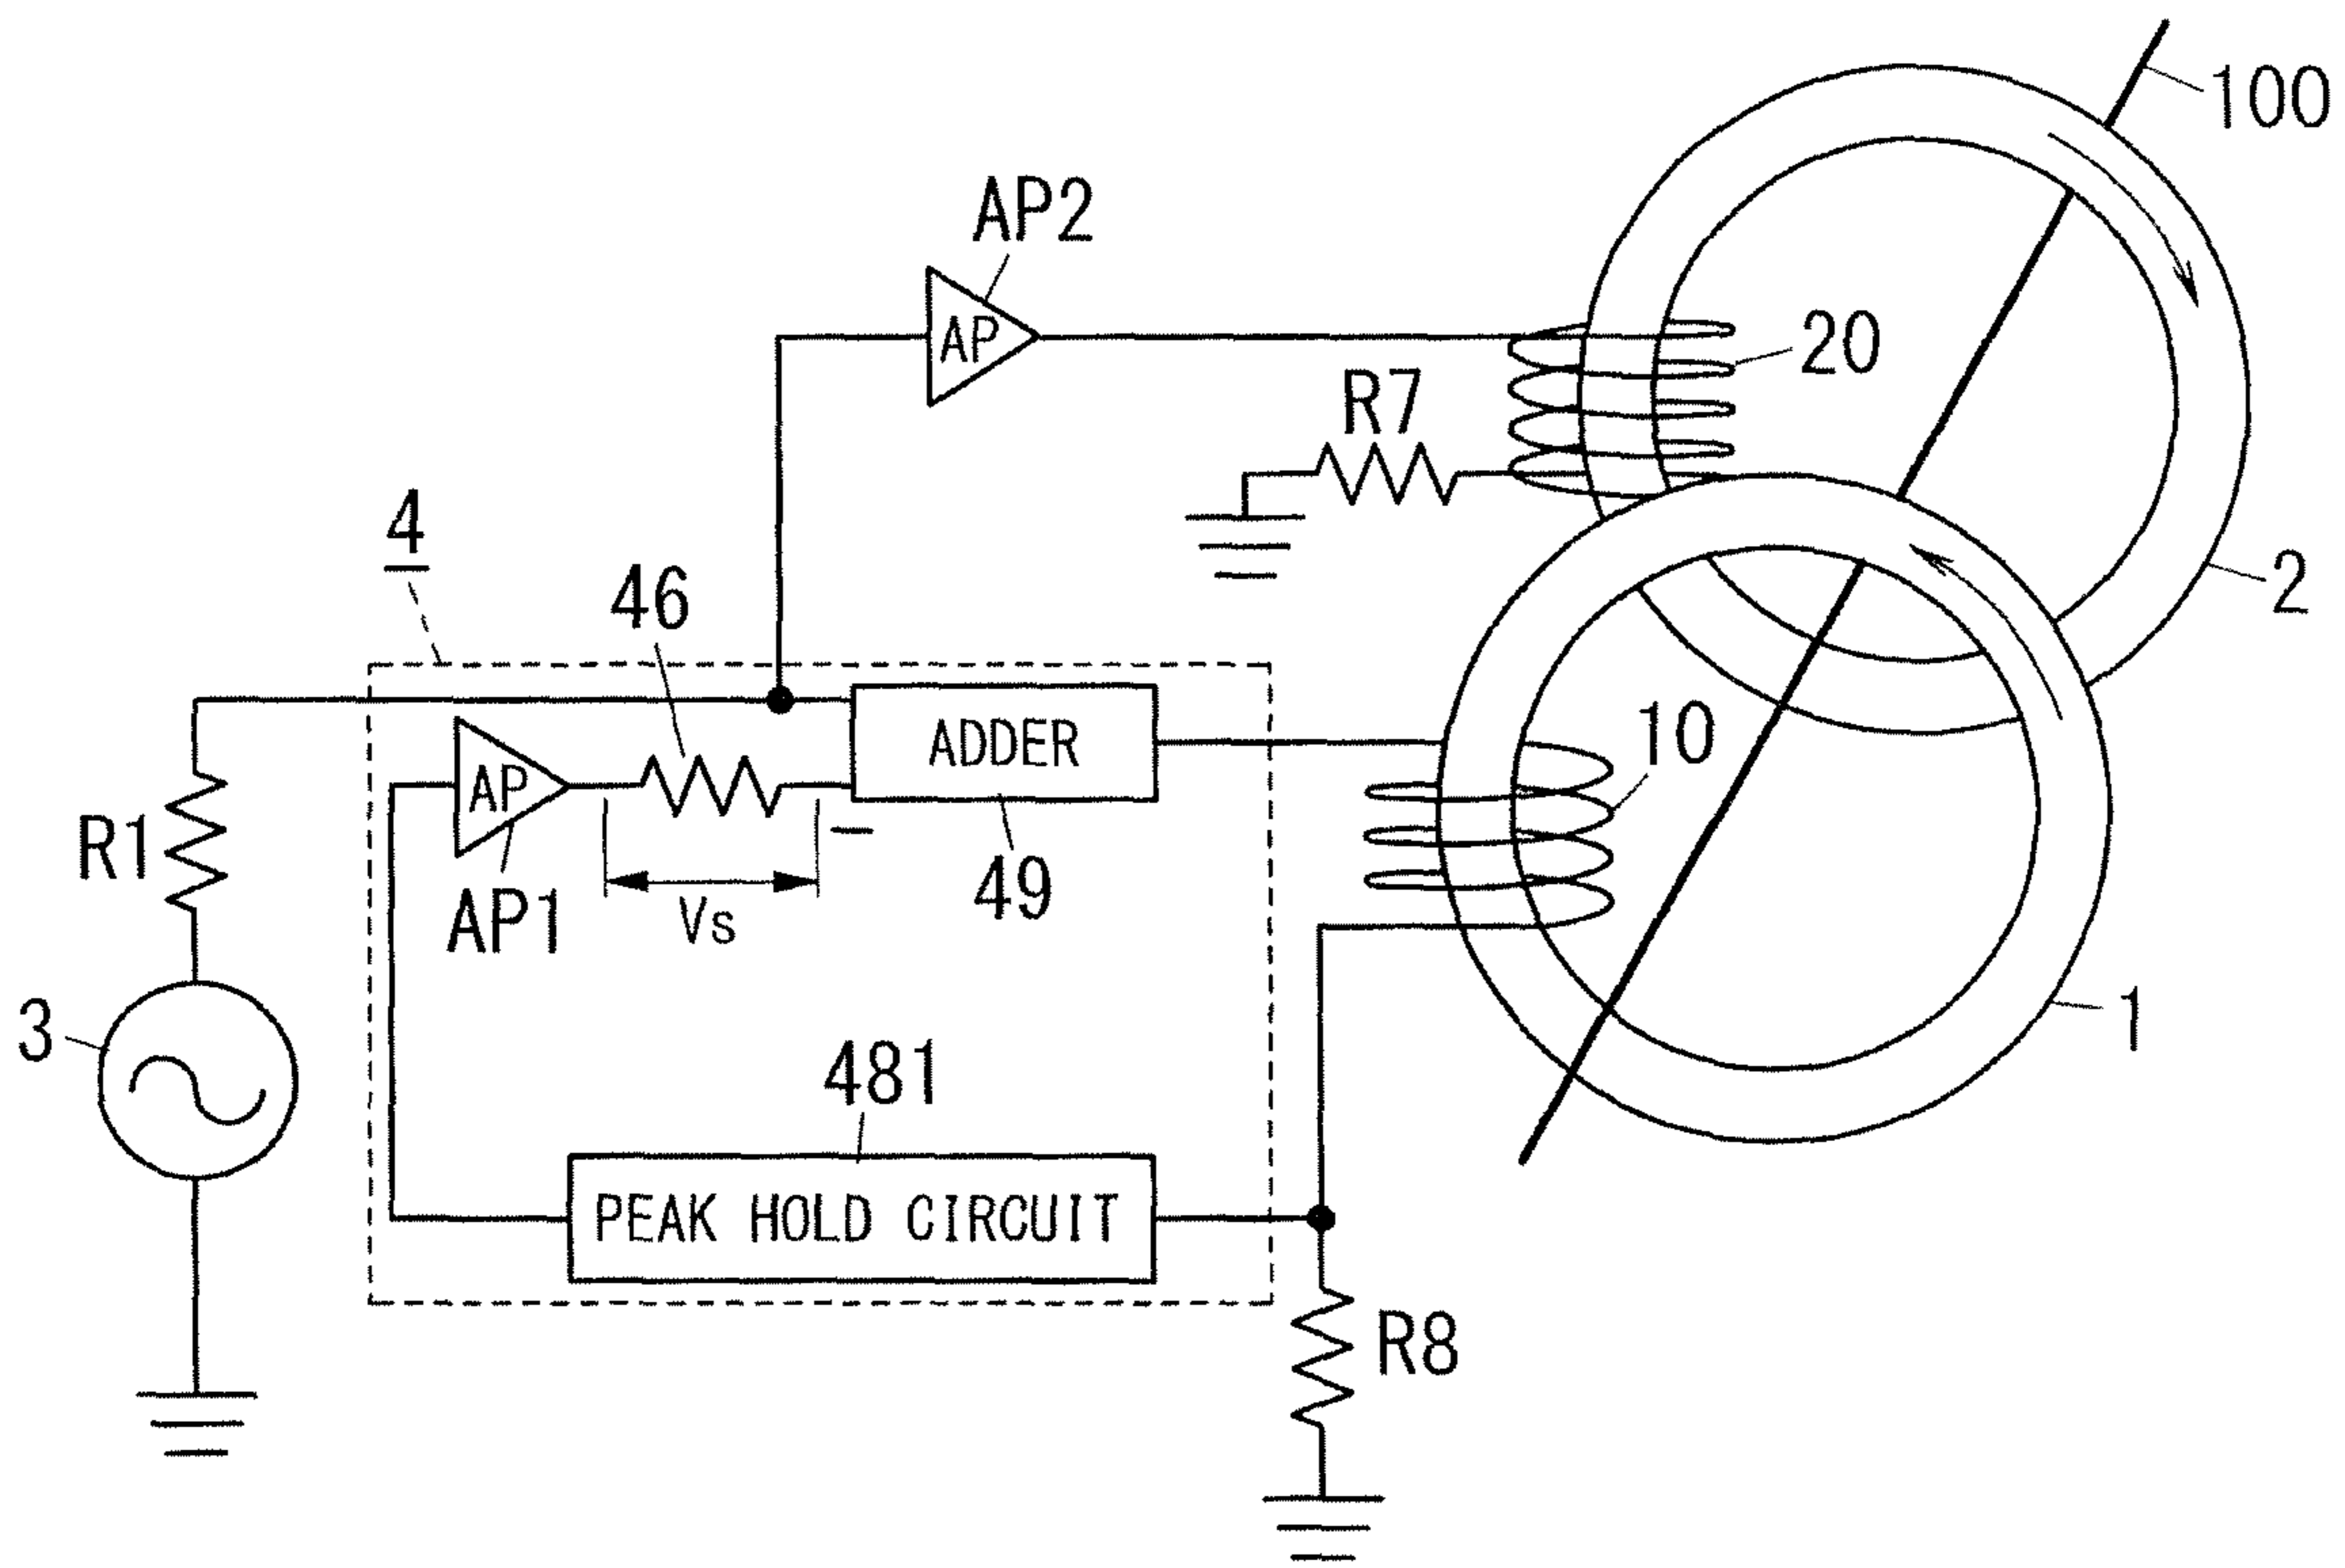 100
AP2
AP
20
R7
4
46
2
ADDER
10
AP
R1
AP1
Vs
−
49
3
481
1
PEAK HOLD CIRCUIT
R8